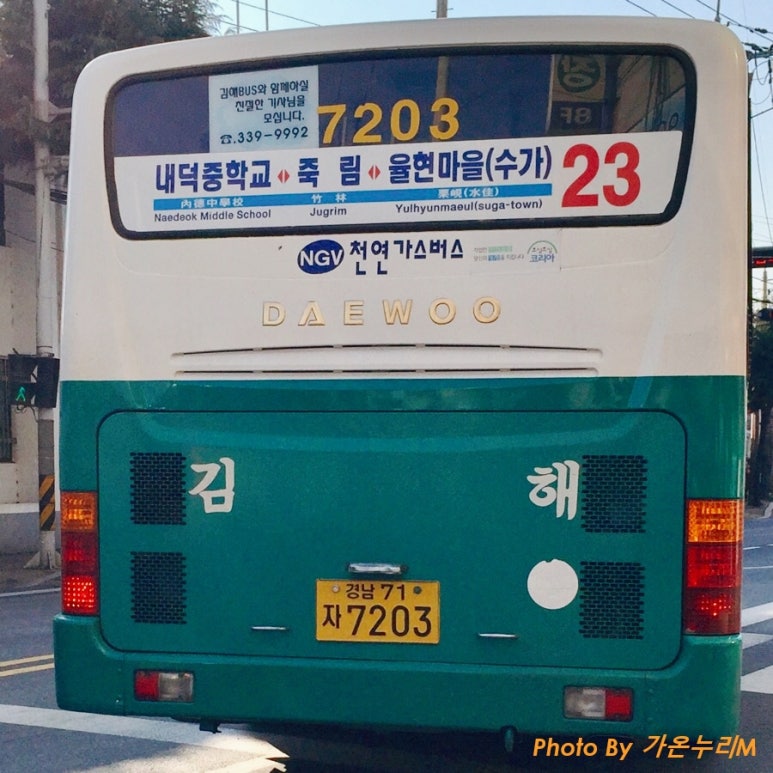 김해BUS와 함께하실
친절한 기사님을
모십니다.
☎.339-9992
7203
내덕중학교 죽림 율현마을(수가) 23
內德中學校 竹林 栗峴(水佳)
Naedeok Middle School Jugrim Yulhyunmaeul(suga-town)
NGV 천연가스버스
코리아
DAEWOO
김 해
경남 71
자 7203
Photo By 가온누리M